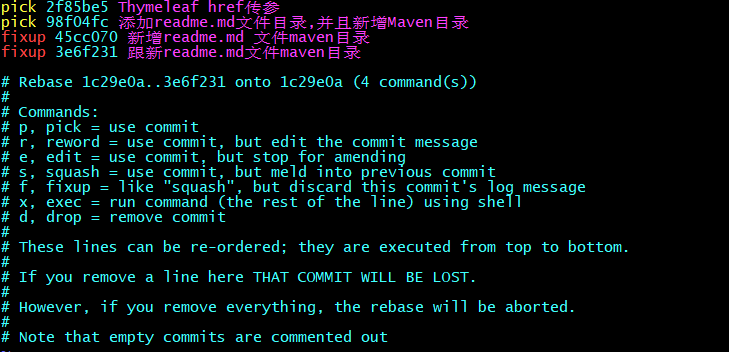 pick 2f85be5 Thymeleaf href传参
pick 98f04fc 添加readme.md文件目录,并且新增Maven目录
fixup 45cc070 新增readme.md 文件maven目录
fixup 3e6f231 跟新readme.md文件maven目录
# Rebase 1c29e0a..3e6f231 onto 1c29e0a (4 command(s))
#
# Commands:
# p, pick = use commit
# r, reword = use commit, but edit the commit message
# e, edit = use commit, but stop for amending
# s, squash = use commit, but meld into previous commit
# f, fixup = like "squash", but discard this commit's log message
# x, exec = run command (the rest of the line) using shell
# d, drop = remove commit
#
# These lines can be re-ordered; they are executed from top to bottom.
#
# If you remove a line here THAT COMMIT WILL BE LOST.
#
# However, if you remove everything, the rebase will be aborted.
#
# Note that empty commits are commented out